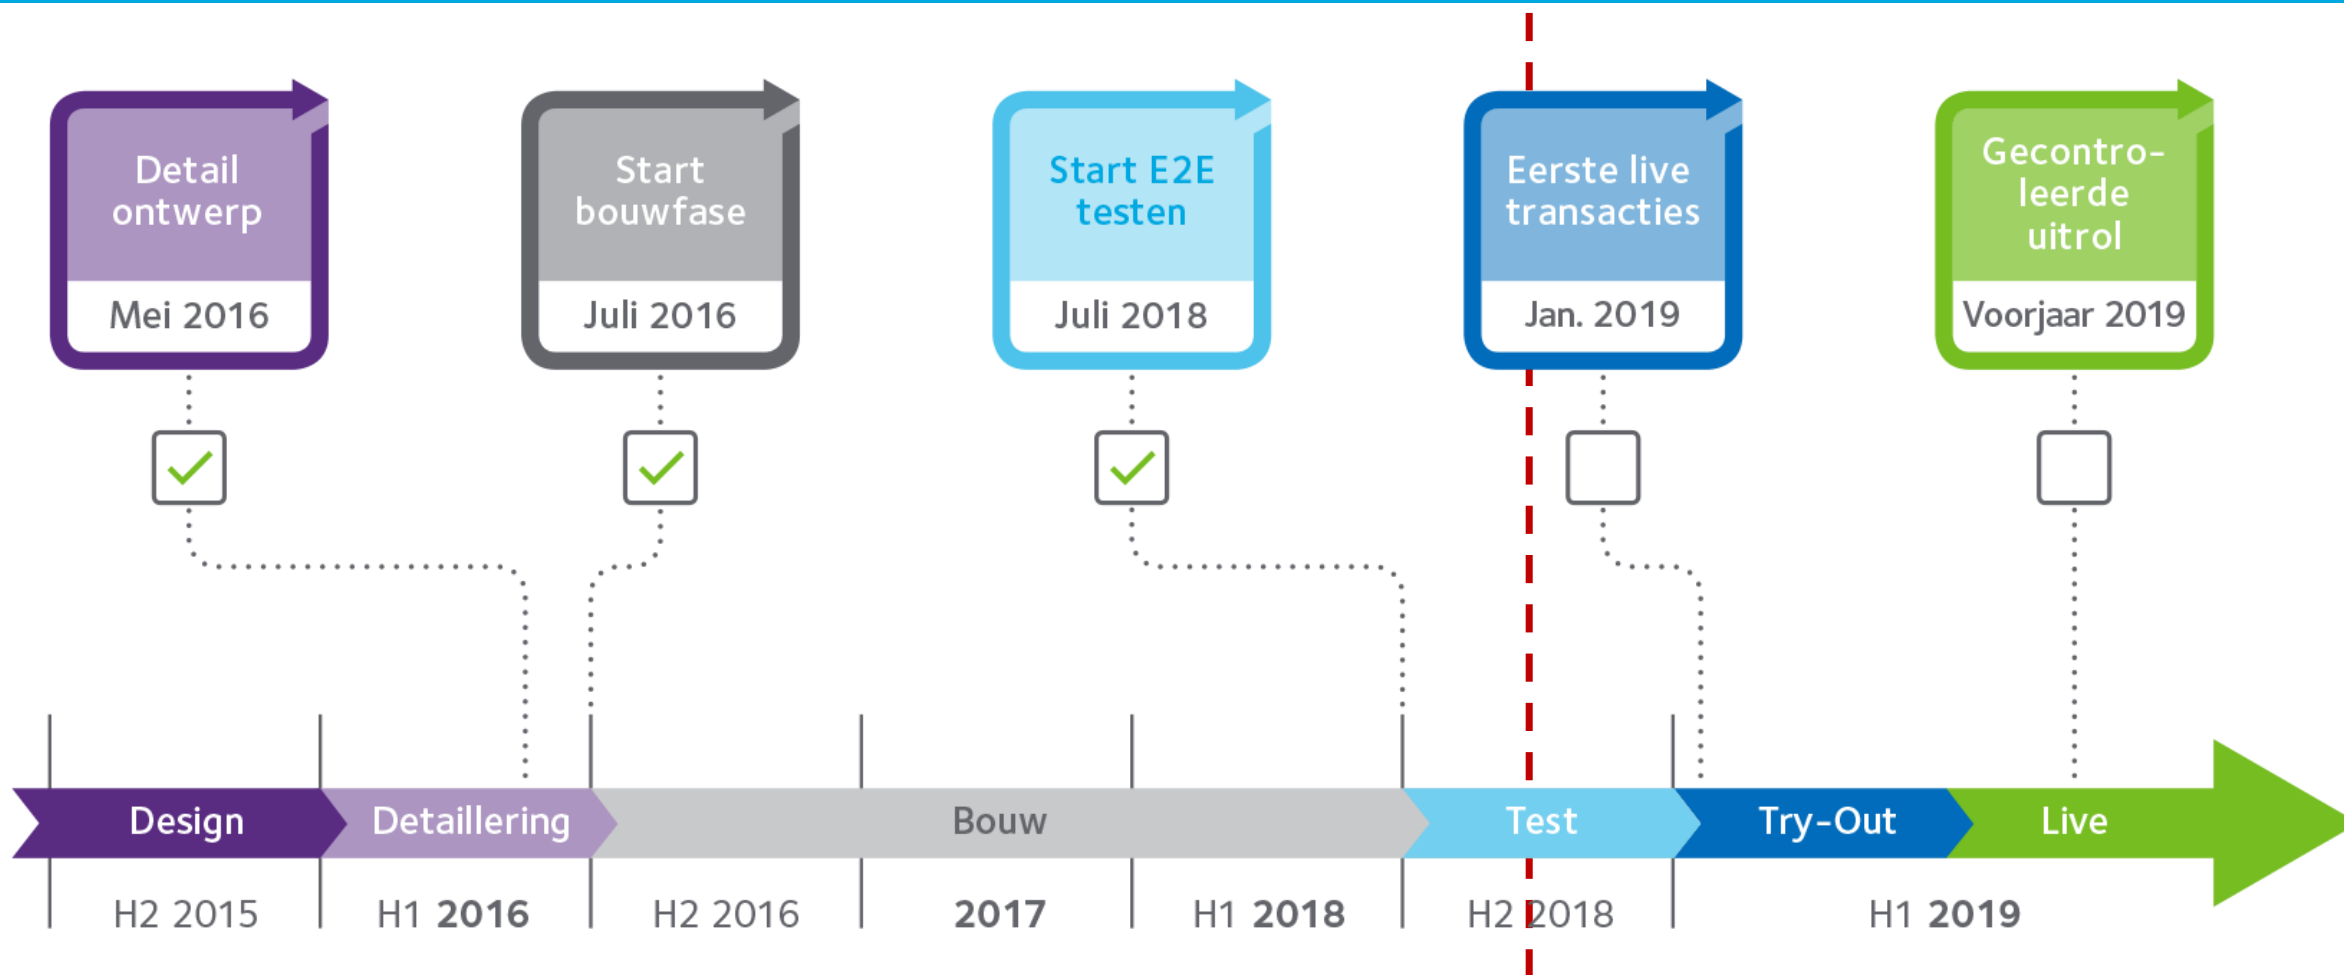 Detail
ontwerp
Mei 2016
Start
bouwfase
Juli 2016
Start E2E
testen
Juli 2018
Eerste live
transacties
Jan. 2019
Gecontro-
leerde
uitrol
Voorjaar 2019
Design
Detaillering
Bouw
Test
Try-Out
Live
H2 2015
H1 2016
H2 2016
2017
H1 2018
H2 2018
H1 2019